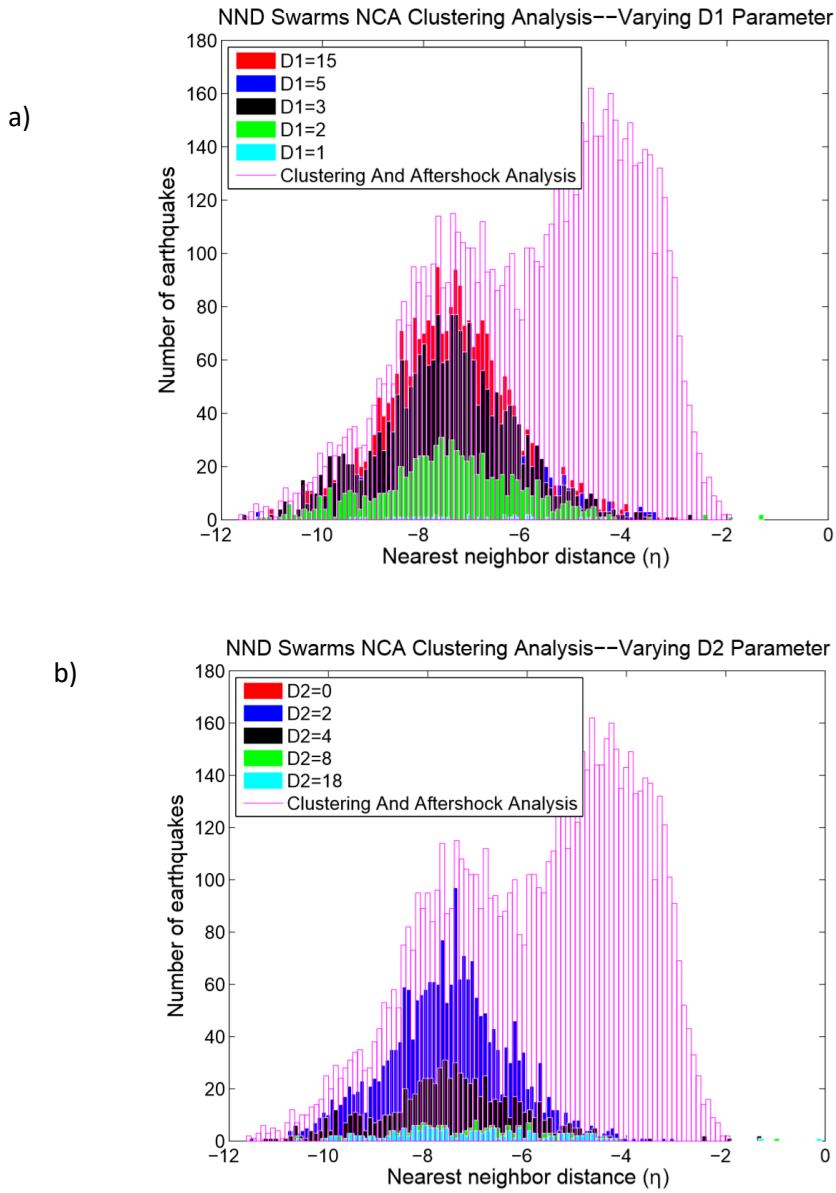 NND Swarms NCA Clustering Analysis--Varying D1 Parameter
a)
180
160
140
120
100
80
60
40
20
0
Number of earthquakes
D1=15
D1=5
D1=3
D1=2
D1=1
Clustering And Aftershock Analysis
−12
−10
−8
−6
−4
−2
0
Nearest neighbor distance (η)
NND Swarms NCA Clustering Analysis--Varying D2 Parameter
b)
180
160
140
120
100
80
60
40
20
0
Number of earthquakes
D2=0
D2=2
D2=4
D2=8
D2=18
Clustering And Aftershock Analysis
−12
−10
−8
−6
−4
−2
0
Nearest neighbor distance (η)